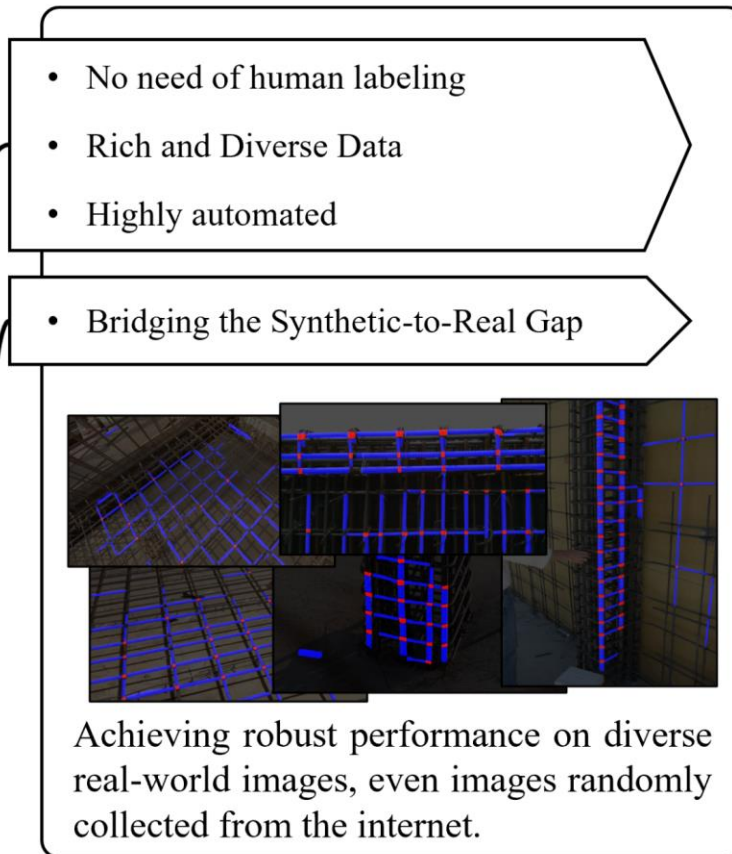 • No need of human labeling
• Rich and Diverse Data
• Highly automated
• Bridging the Synthetic-to-Real Gap
Achieving robust performance on diverse
real-world images, even images randomly
collected from the internet.